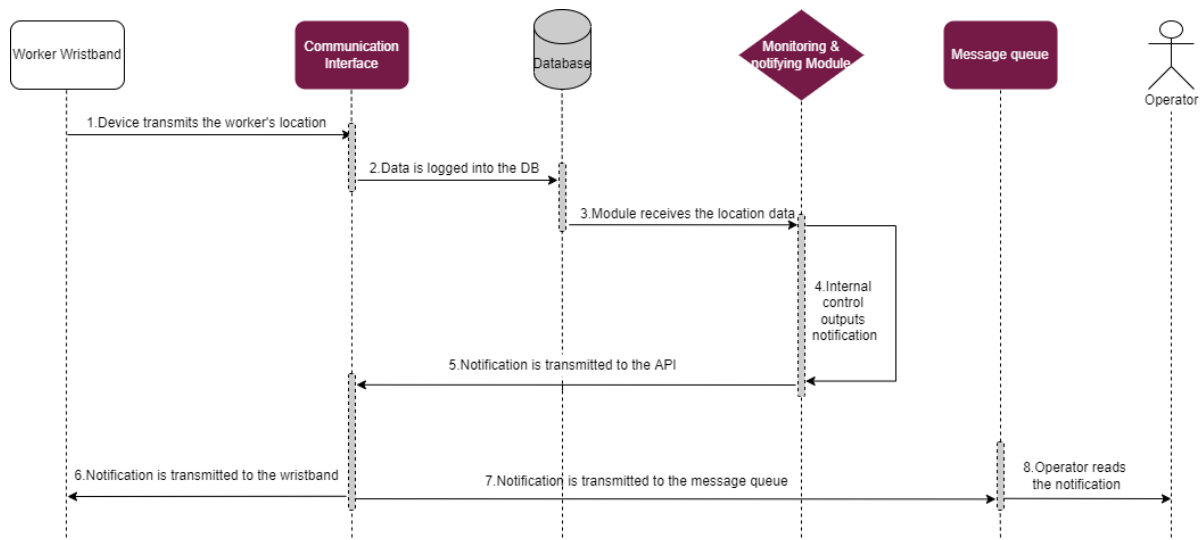 Worker Wristband
Communication
Interface
Database
Monitoring &
notifying Module
Message queue
Operator
1.Device transmits the worker's location
2.Data is logged into the DB
3.Module receives the location data
4.Internal
control
outputs
notification
5.Notification is transmitted to the API
6.Notification is transmitted to the wristband
7.Notification is transmitted to the message queue
8.Operator reads
the notification